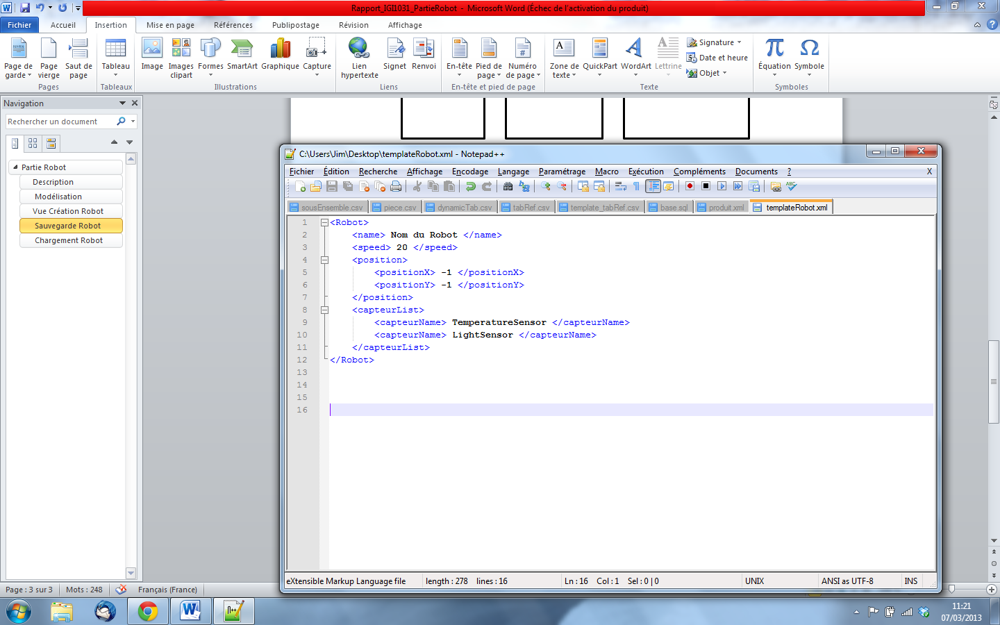 Rapport_IGI1031_PartieRobot - Microsoft Word (Échec de l'activation du produit)
Fichier Accueil Insertion Mise en page Références Publipostage Révision Affichage
Page de garde
Page vierge
Saut de page
Tableau
Image
Images clipart
Formes
SmartArt
Graphique
Capture
Lien hypertexte
Signet
Renvoi
En-tête
Pied de page
Numéro de page
Zone de texte
QuickPart
WordArt
Lettrine
Signature
Date et heure
Objet
Équation
Symbole
Pages Tableaux Illustrations Liens En-tête et pied de page Texte Symboles
Navigation
Rechercher un document
Partie Robot
Description
Modélisation
Vue Création Robot
Sauvegarde Robot
Chargement Robot
C:\Users\Jim\Desktop\templateRobot.xml - Notepad++
Fichier Édition Recherche Affichage Encodage Langage Paramétrage Macro Exécution Compléments Documents ? X
sousEnsemble.csv piece.csv dynamicTab.csv tabRef.csv template_tabRef.csv base.sql produit.xml templateRobot.xml
1 <Robot>
2 <name> Nom du Robot </name>
3 <speed> 20 </speed>
4 <position>
5 <positionX> -1 </positionX>
6 <positionY> -1 </positionY>
7 </position>
8 <capteurList>
9 <capteurName> TemperatureSensor </capteurName>
10 <capteurName> LightSensor </capteurName>
11 </capteurList>
12 </Robot>
13
14
15
16
eXtensible Markup Language file length : 278 lines : 16 Ln : 16 Col : 1 Sel : 0 | 0 UNIX ANSI as UTF-8 INS
Page : 3 sur 3 Mots : 248 Français (France)
11:21
07/03/2013